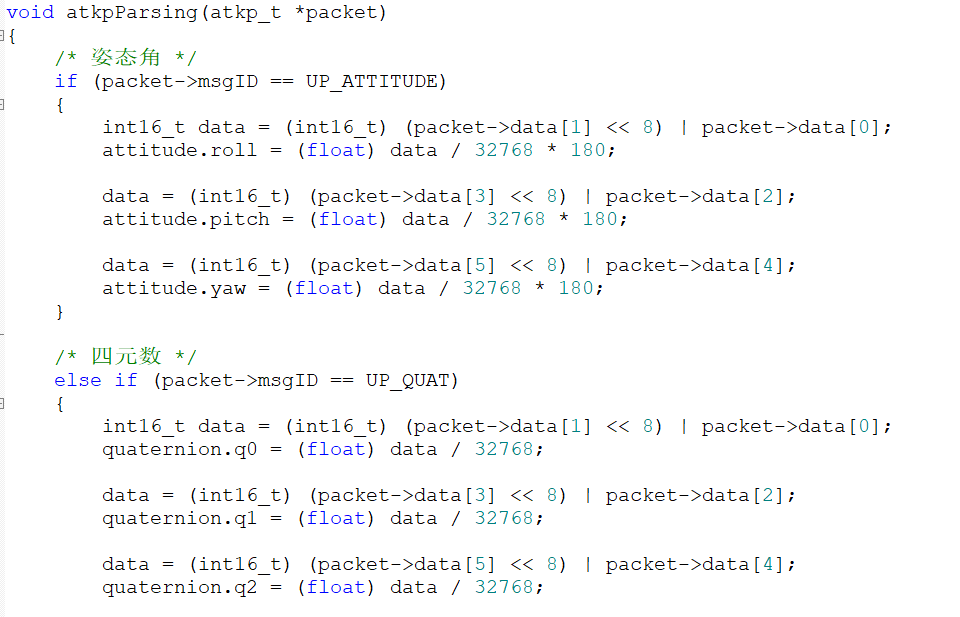 void atkpParsing(atkp_t *packet)
{
    /* 姿态角 */
    if (packet->msgID == UP_ATTITUDE)
    {
        int16_t data = (int16_t) (packet->data[1] << 8) | packet->data[0];
        attitude.roll = (float) data / 32768 * 180;

        data = (int16_t) (packet->data[3] << 8) | packet->data[2];
        attitude.pitch = (float) data / 32768 * 180;

        data = (int16_t) (packet->data[5] << 8) | packet->data[4];
        attitude.yaw = (float) data / 32768 * 180;
    }

    /* 四元数 */
    else if (packet->msgID == UP_QUAT)
    {
        int16_t data = (int16_t) (packet->data[1] << 8) | packet->data[0];
        quaternion.q0 = (float) data / 32768;

        data = (int16_t) (packet->data[3] << 8) | packet->data[2];
        quaternion.q1 = (float) data / 32768;

        data = (int16_t) (packet->data[5] << 8) | packet->data[4];
        quaternion.q2 = (float) data / 32768;